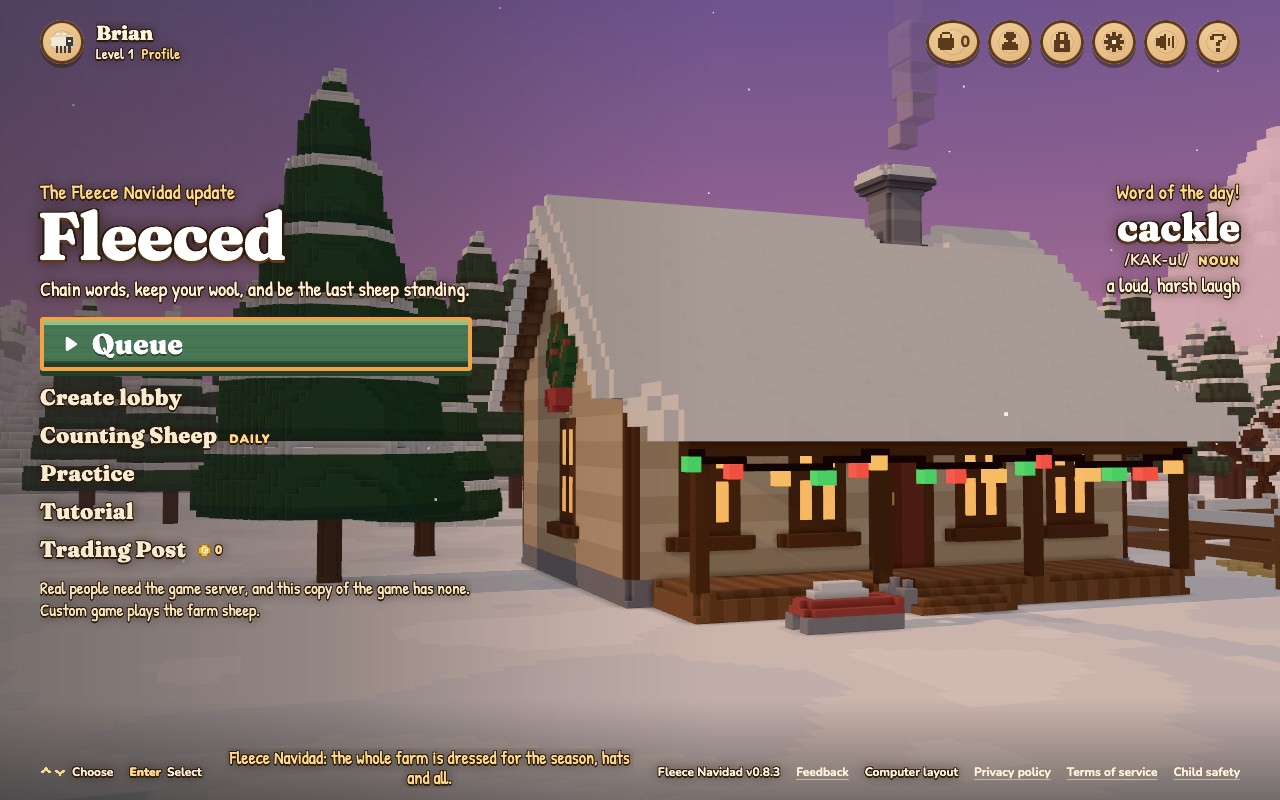 Brian
Level 1 Profile
0
?
The Fleece Navidad update
Fleeced
Chain words, keep your wool, and be the last sheep standing.
Queue
Create lobby
Counting Sheep DAILY
Practice
Tutorial
Trading Post 0
Real people need the game server, and this copy of the game has none.
Custom game plays the farm sheep.
Word of the day!
cackle
/KAK-ul/ NOUN
a loud, harsh laugh
Choose Enter Select
Fleece Navidad: the whole farm is dressed for the season, hats
and all.
Fleece Navidad v0.8.3 Feedback Computer layout Privacy policy Terms of service Child safety